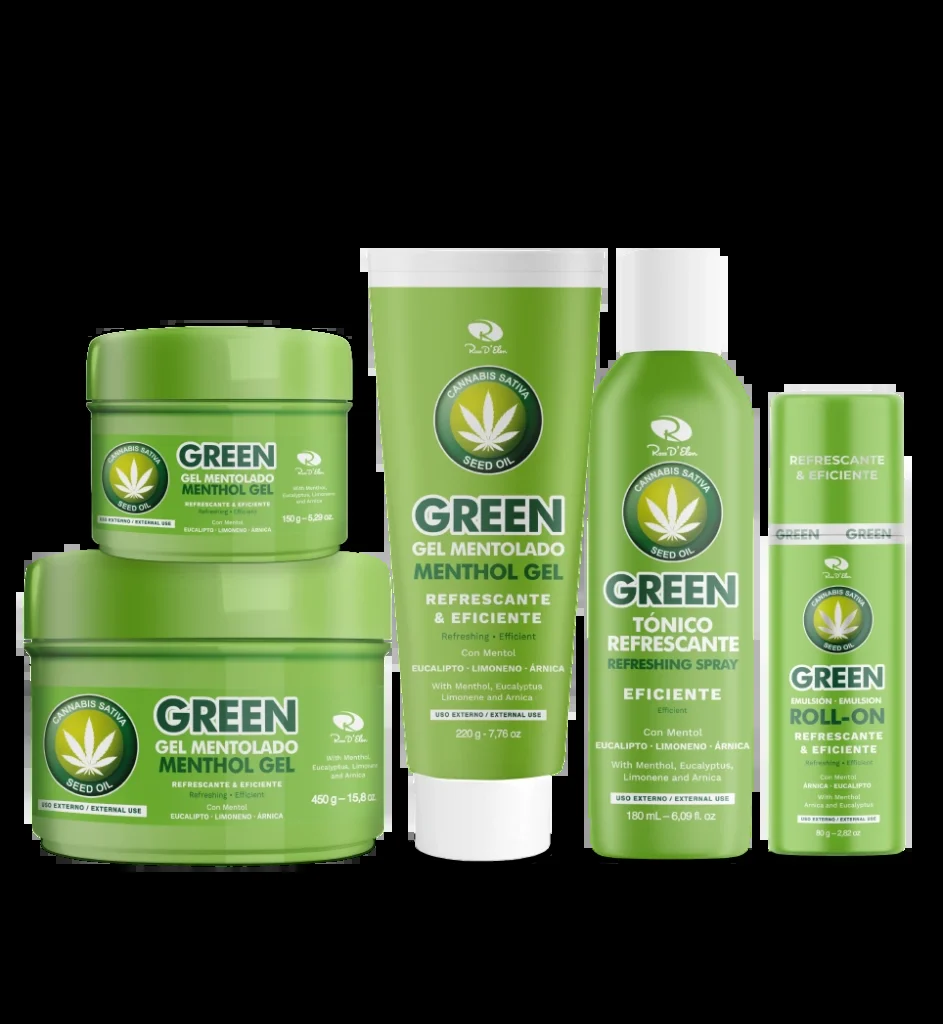 CANNABIS SATIVA
SEED OIL
GREEN
GEL MENTOLADO
MENTHOL GEL
REFRESCANTE & EFICIENTE
Refreshing • Efficient
Con Mentol
EUCALIPTO · LIMONENO · ÁRNICA
USO EXTERNO / EXTERNAL USE
With Menthol,
Eucalyptus, Limonene
and Arnica
150 g – 5,29 oz.
CANNABIS SATIVA
SEED OIL
GREEN
GEL MENTOLADO
MENTHOL GEL
REFRESCANTE & EFICIENTE
Refreshing • Efficient
Con Mentol
EUCALIPTO · LIMONENO · ÁRNICA
USO EXTERNO / EXTERNAL USE
Rose D'Elen
With Menthol,
Eucalyptus, Limonene
and Arnica
450 g – 15,8 oz.
Rose D'Elen
CANNABIS SATIVA
SEED OIL
GREEN
GEL MENTOLADO
MENTHOL GEL
REFRESCANTE
& EFICIENTE
Refreshing • Efficient
Con Mentol
EUCALIPTO · LIMONENO · ÁRNICA
With Menthol, Eucalyptus
Limonene and Arnica
USO EXTERNO / EXTERNAL USE
220 g - 7,76 oz
Rose D'Elen
CANNABIS SATIVA
SEED OIL
GREEN
TÓNICO
REFRESCANTE
REFRESHING SPRAY
EFICIENTE
Efficient
Con Mentol
EUCALIPTO · LIMONENO · ÁRNICA
With Menthol, Eucalyptus,
Limonene and Arnica
USO EXTERNO / EXTERNAL USE
180 mL – 6,09 fl. oz
REFRESCANTE
& EFICIENTE
GREEN GREEN
CANNABIS SATIVA
SEED OIL
GREEN
EMULSIÓN · EMULSION
ROLL-ON
REFRESCANTE
& EFICIENTE
Refreshing • Efficient
Con Mentol
ÁRNICA · EUCALIPTO
With Menthol
Arnica and Eucalyptus
USO EXTERNO / EXTERNAL USE
80 g – 2,82 oz